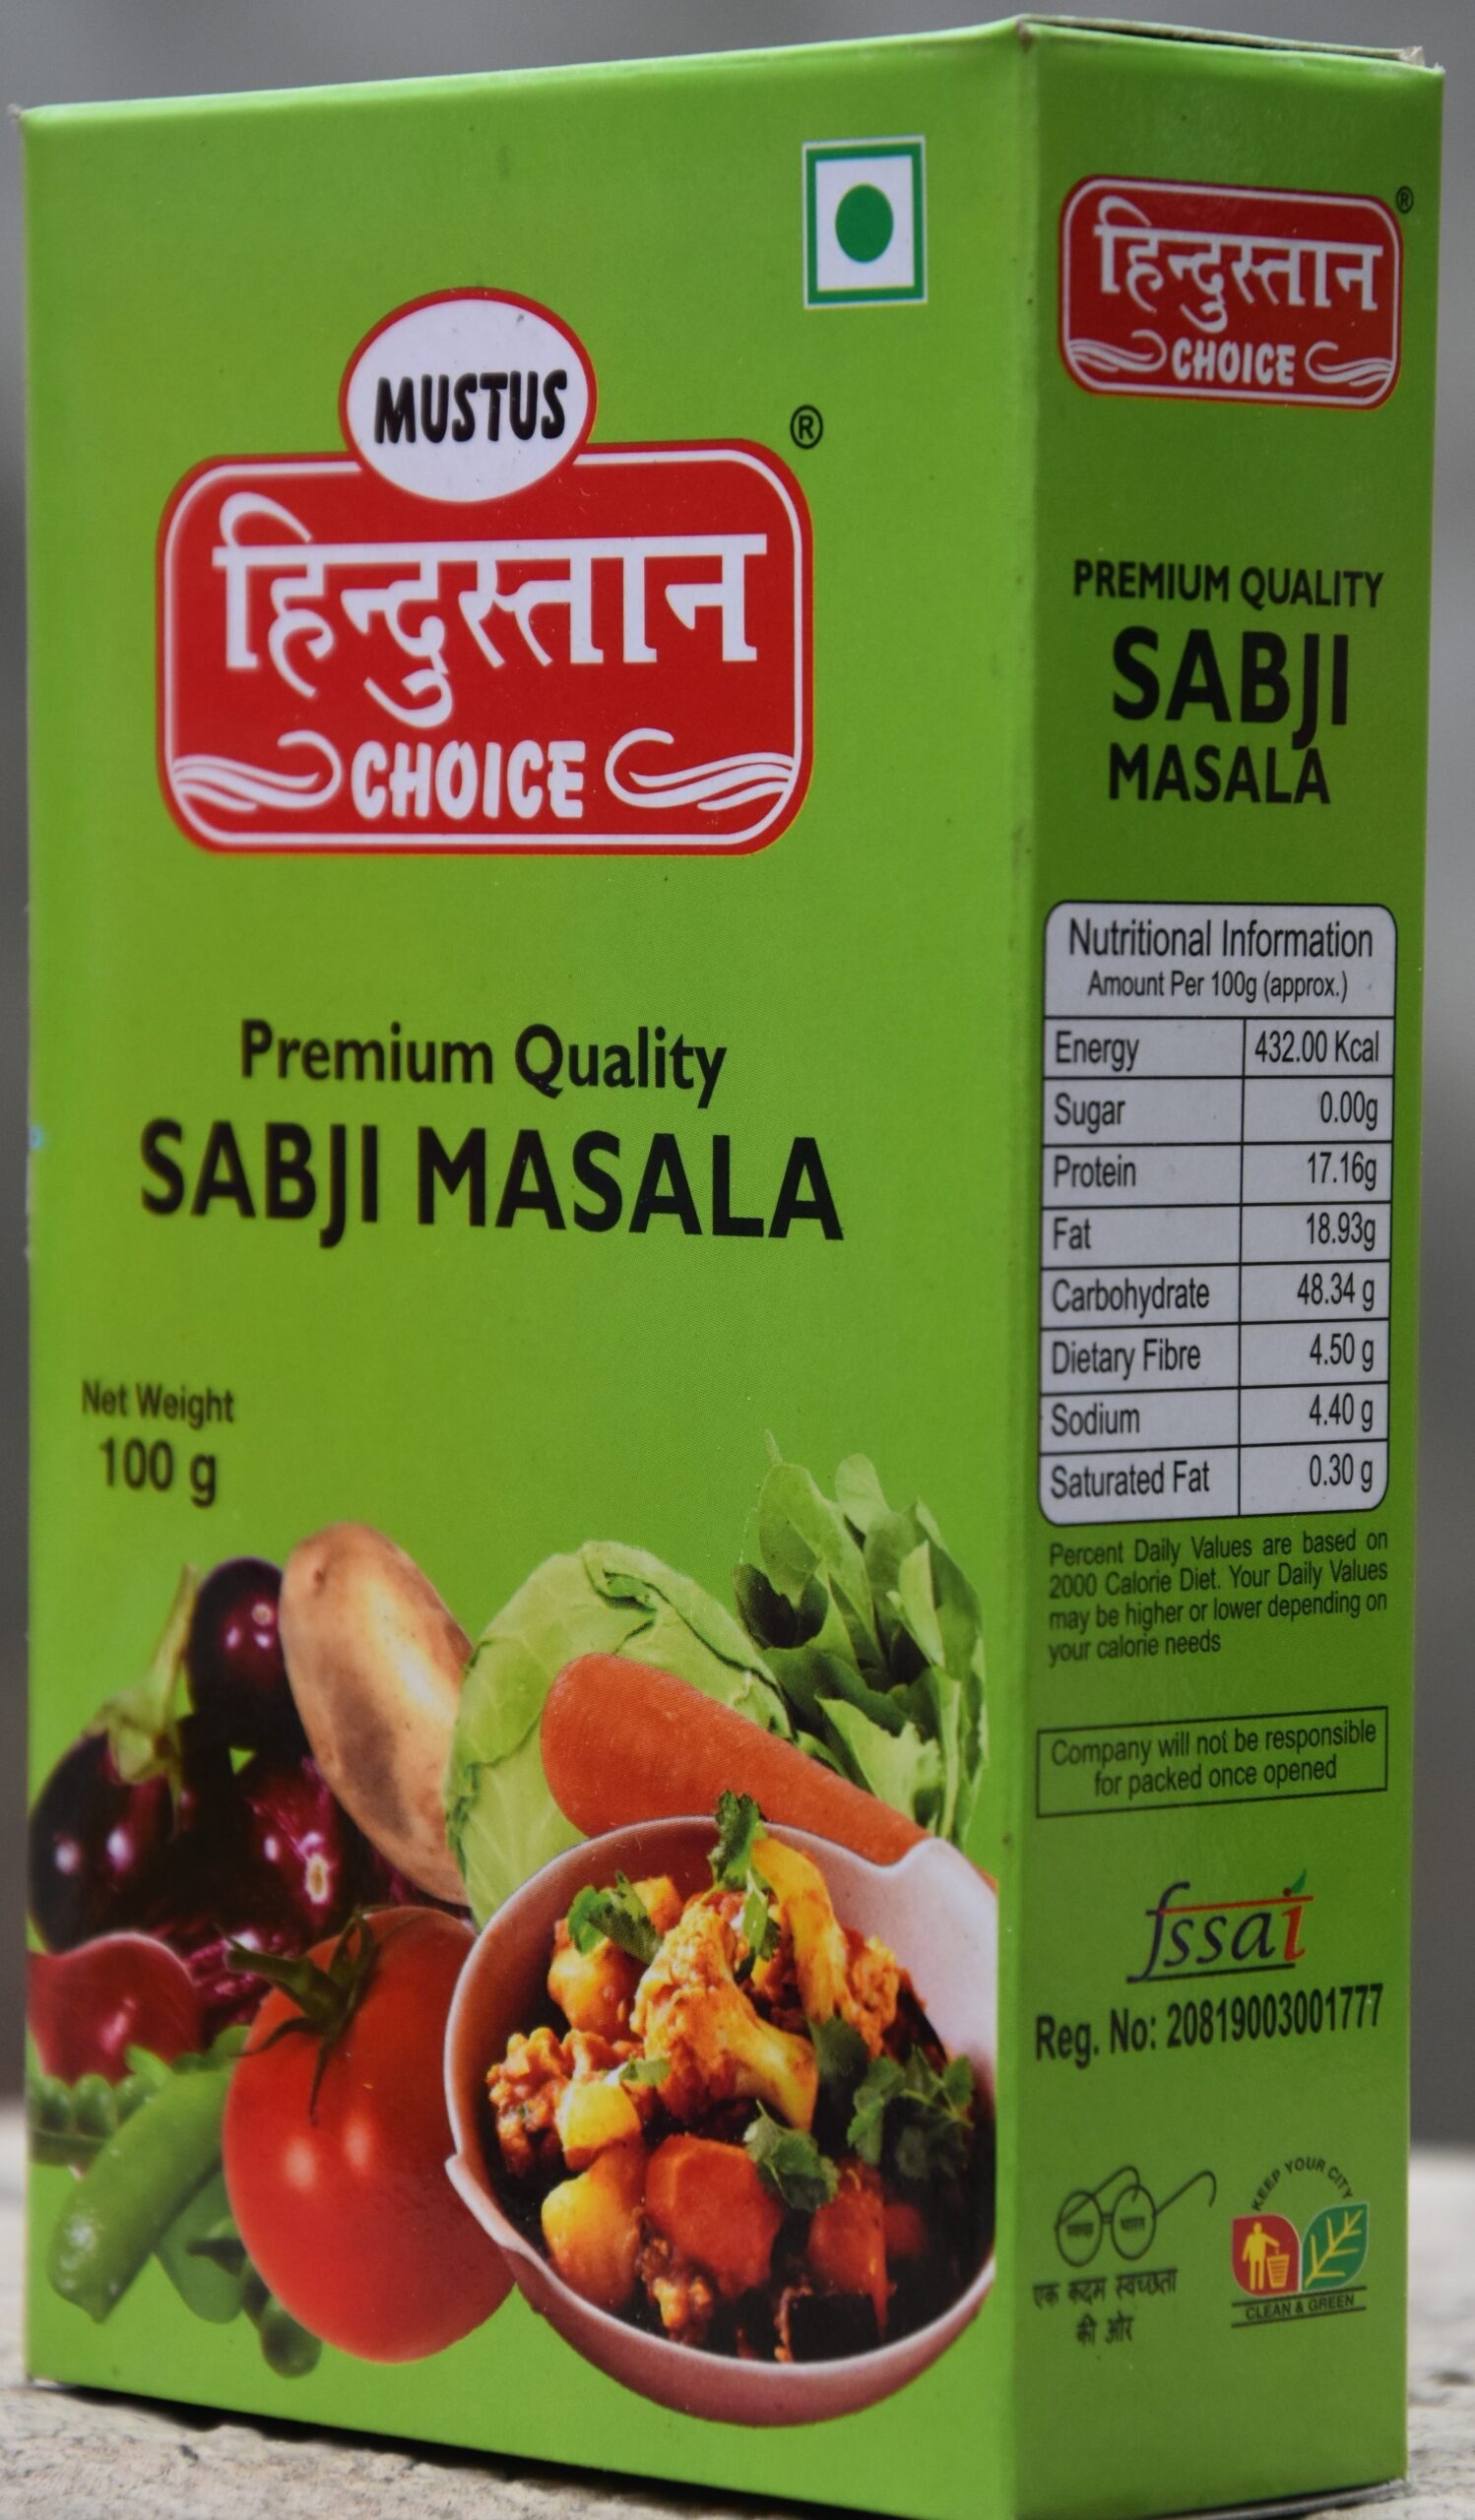 MUSTUS
®
हिन्दुस्तान
CHOICE
Premium Quality
SABJI MASALA
Net Weight
100 g
हिन्दुस्तान
®
CHOICE
PREMIUM QUALITY
SABJI
MASALA
Nutritional Information
Amount Per 100g (approx.)
Energy 432.00 Kcal
Sugar 0.00g
Protein 17.16g
Fat 18.93g
Carbohydrate 48.34 g
Dietary Fibre 4.50 g
Sodium 4.40 g
Saturated Fat 0.30 g
Percent Daily Values are based on
2000 Calorie Diet. Your Daily Values
may be higher or lower depending on
your calorie needs
Company will not be responsible
for packed once opened
fssai
Reg. No: 20819003001777
स्वच्छ भारत
एक कदम स्वच्छता
की ओर
KEEP YOUR CITY
CLEAN & GREEN